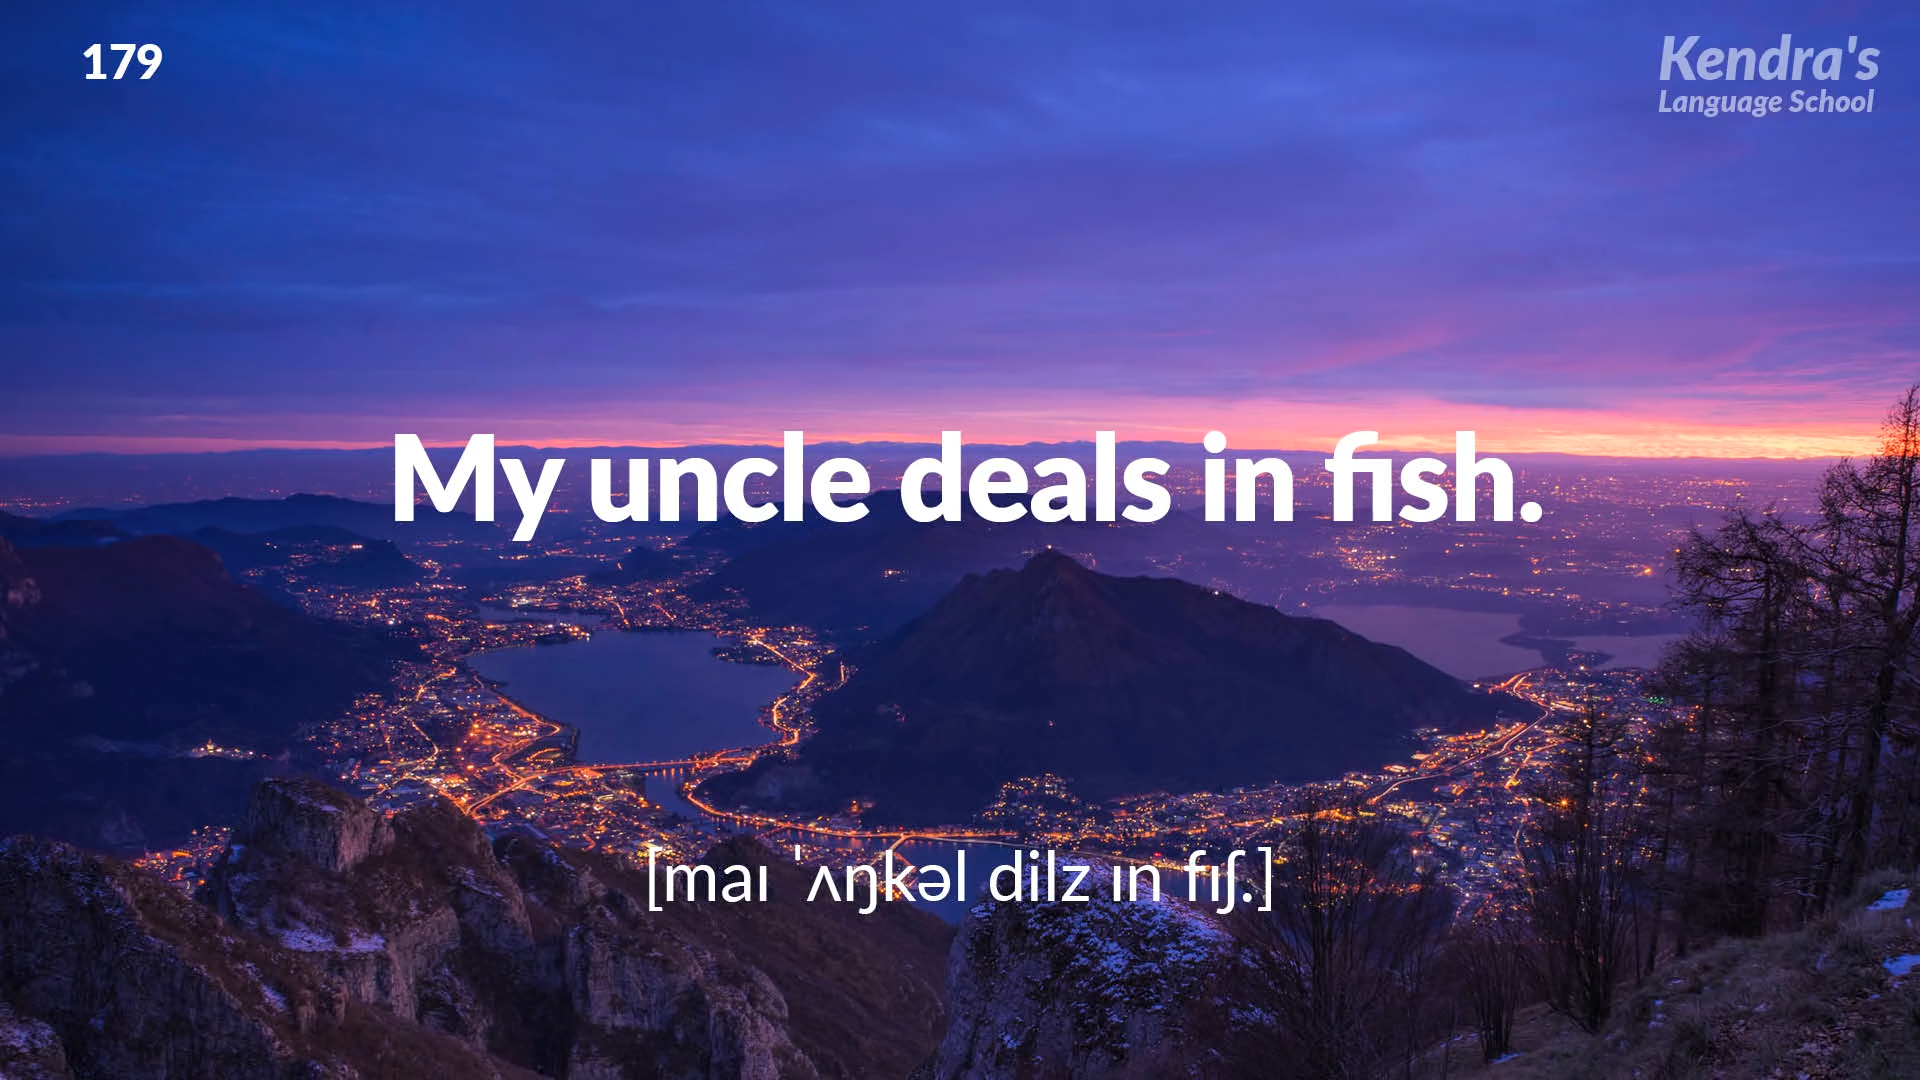 179
Kendra's
Language School
My uncle deals in fish.
[maɪ ˈʌŋkəl dilz ɪn fɪʃ.]